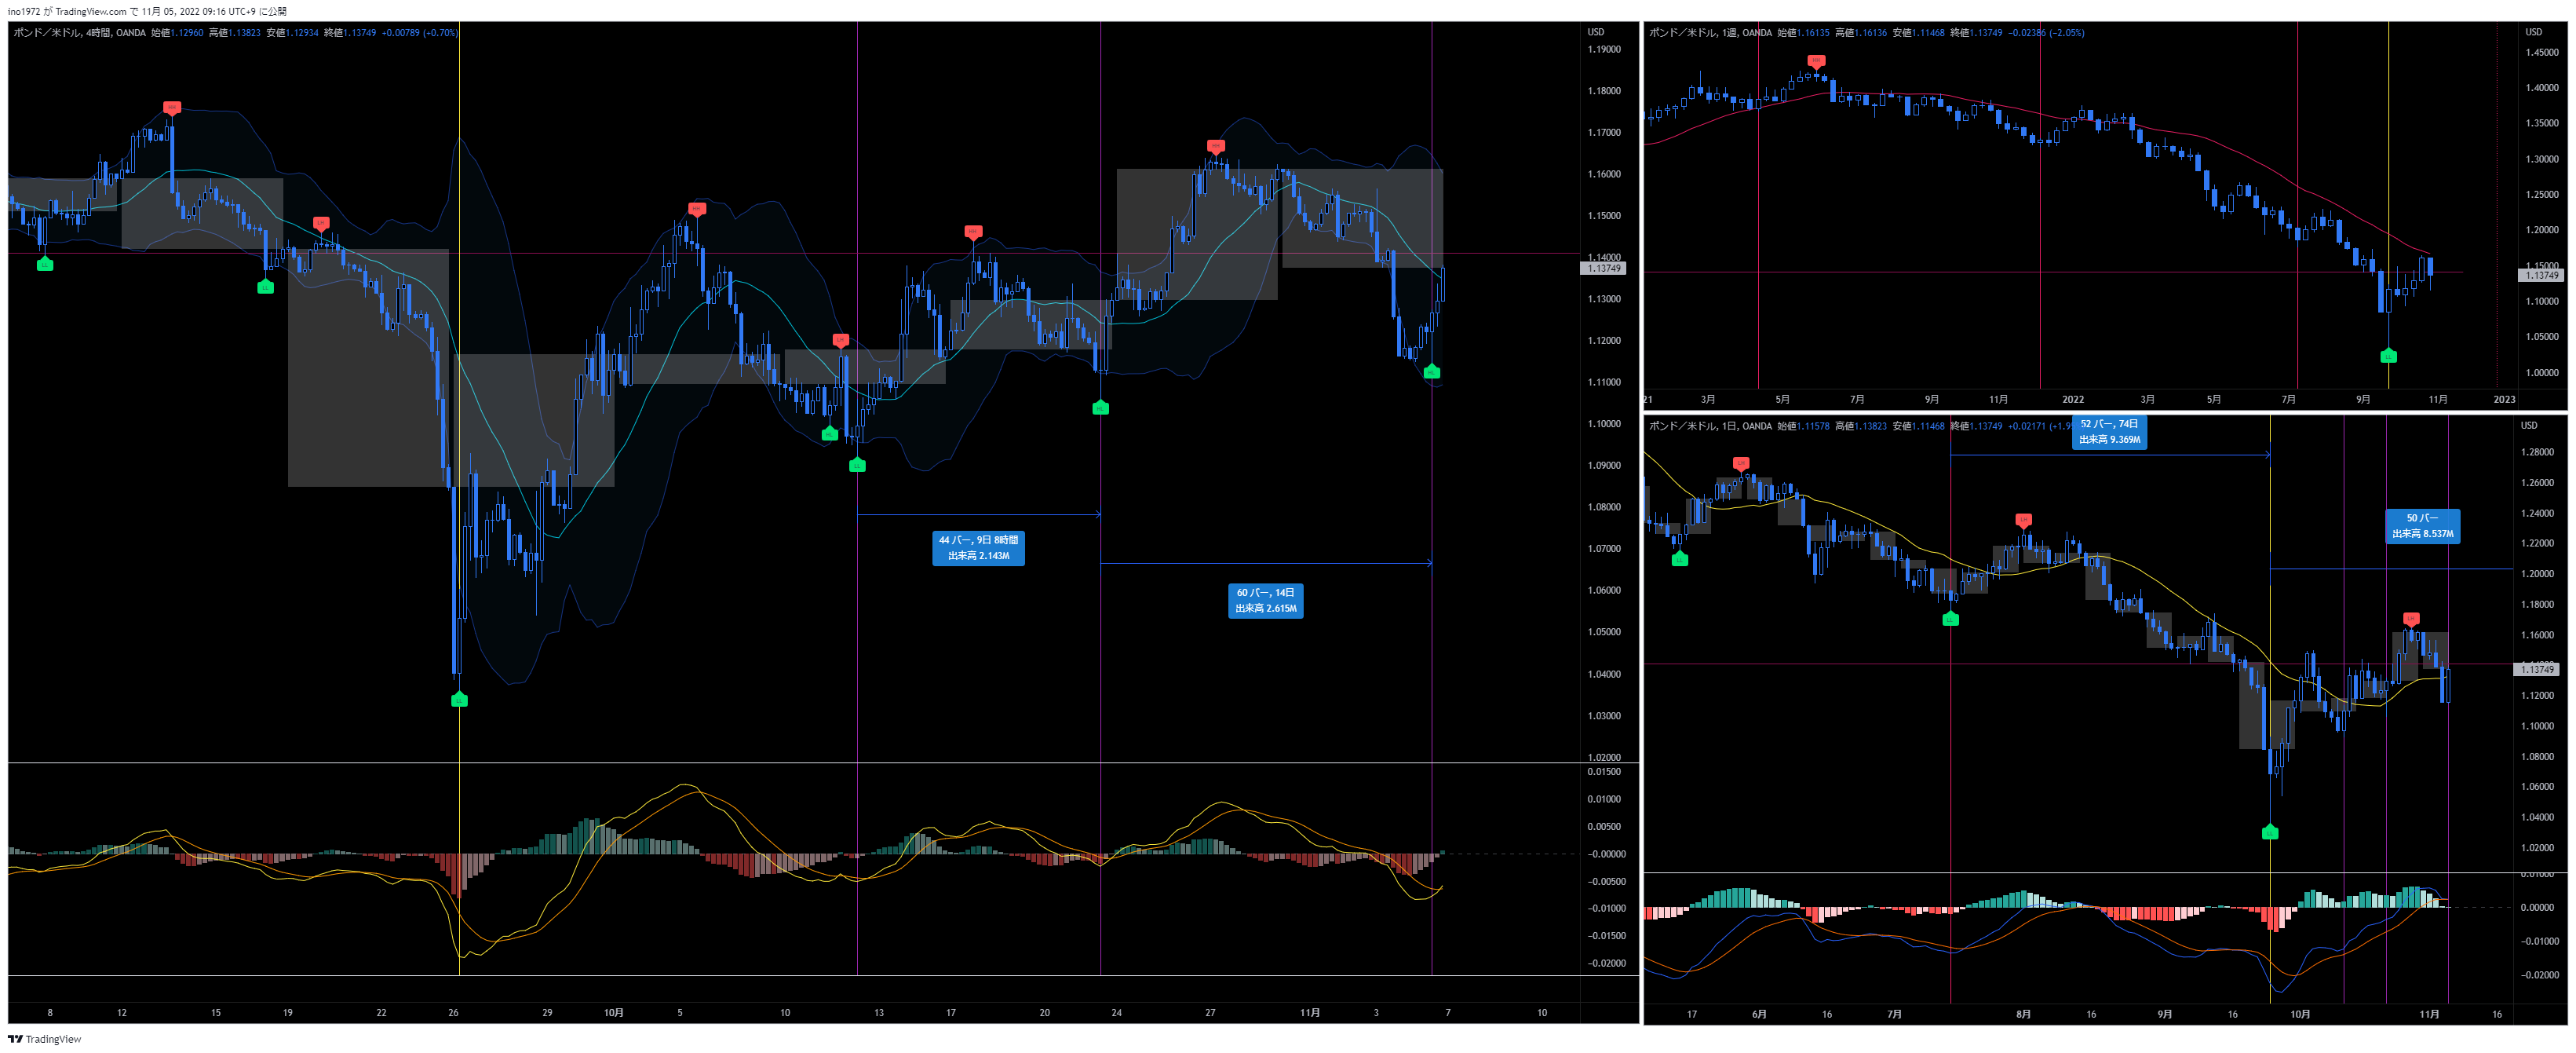 ino1972 が TradingView.com で 11月 05, 2022 09:16 UTC+9 に公開
ポンド／米ドル, 4時間, OANDA 始値1.12960 高値1.13823 安値1.12934 終値1.13749 +0.00789 (+0.70%)
USD
1.19000
1.18000
1.17000
1.16000
1.15000
1.14000
1.13749
1.13000
1.12000
1.11000
1.10000
1.09000
1.08000
1.07000
1.06000
1.05000
1.04000
1.03000
1.02000
44 バー, 9日 8時間
出来高 2.143M
60 バー, 14日
出来高 2.615M
0.01500
0.01000
0.00500
−0.00000
−0.00500
−0.01000
−0.01500
−0.02000
8 12 15 19 22 26 29 10月 5 10 13 17 20 24 27 11月 3 7 10
ポンド／米ドル, 1週, OANDA 始値1.16135 高値1.16136 安値1.11468 終値1.13749 −0.02386 (−2.05%)
USD
1.45000
1.40000
1.35000
1.30000
1.25000
1.20000
1.15000
1.13749
1.10000
1.05000
1.00000
21 3月 5月 7月 9月 11月 2022 3月 5月 7月 9月 11月 2023
ポンド／米ドル, 1日, OANDA 始値1.11578 高値1.13823 安値1.11468 終値1.13749 +0.02171
52 バー, 74日
出来高 9.369M
50 バー
出来高 8.537M
USD
1.28000
1.26000
1.24000
1.22000
1.20000
1.18000
1.16000
1.13749
1.12000
1.10000
1.08000
1.06000
1.04000
1.02000
0.01000
0.00000
−0.01000
−0.02000
17 6月 16 7月 8月 16 9月 16 10月 11月 16
TradingView